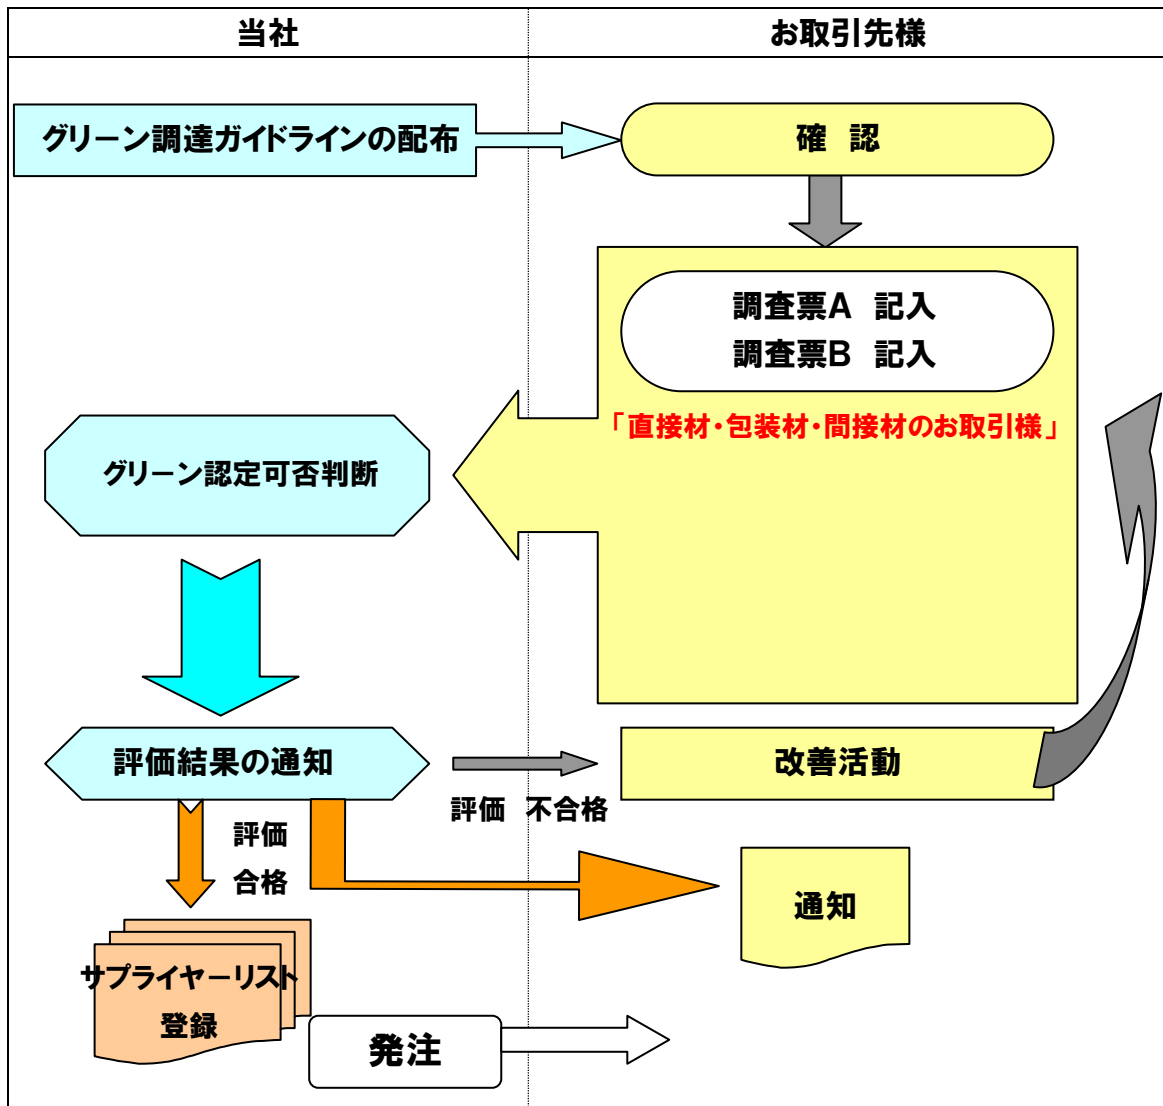 当社
お取引先様
グリーン調達ガイドラインの配布
確 認
調査票A 記入
調査票B 記入
「直接材・包装材・間接材のお取引様」
グリーン認定可否判断
評価結果の通知
改善活動
評価 不合格
評価
合格
通知
サプライヤーリスト
登録
発注